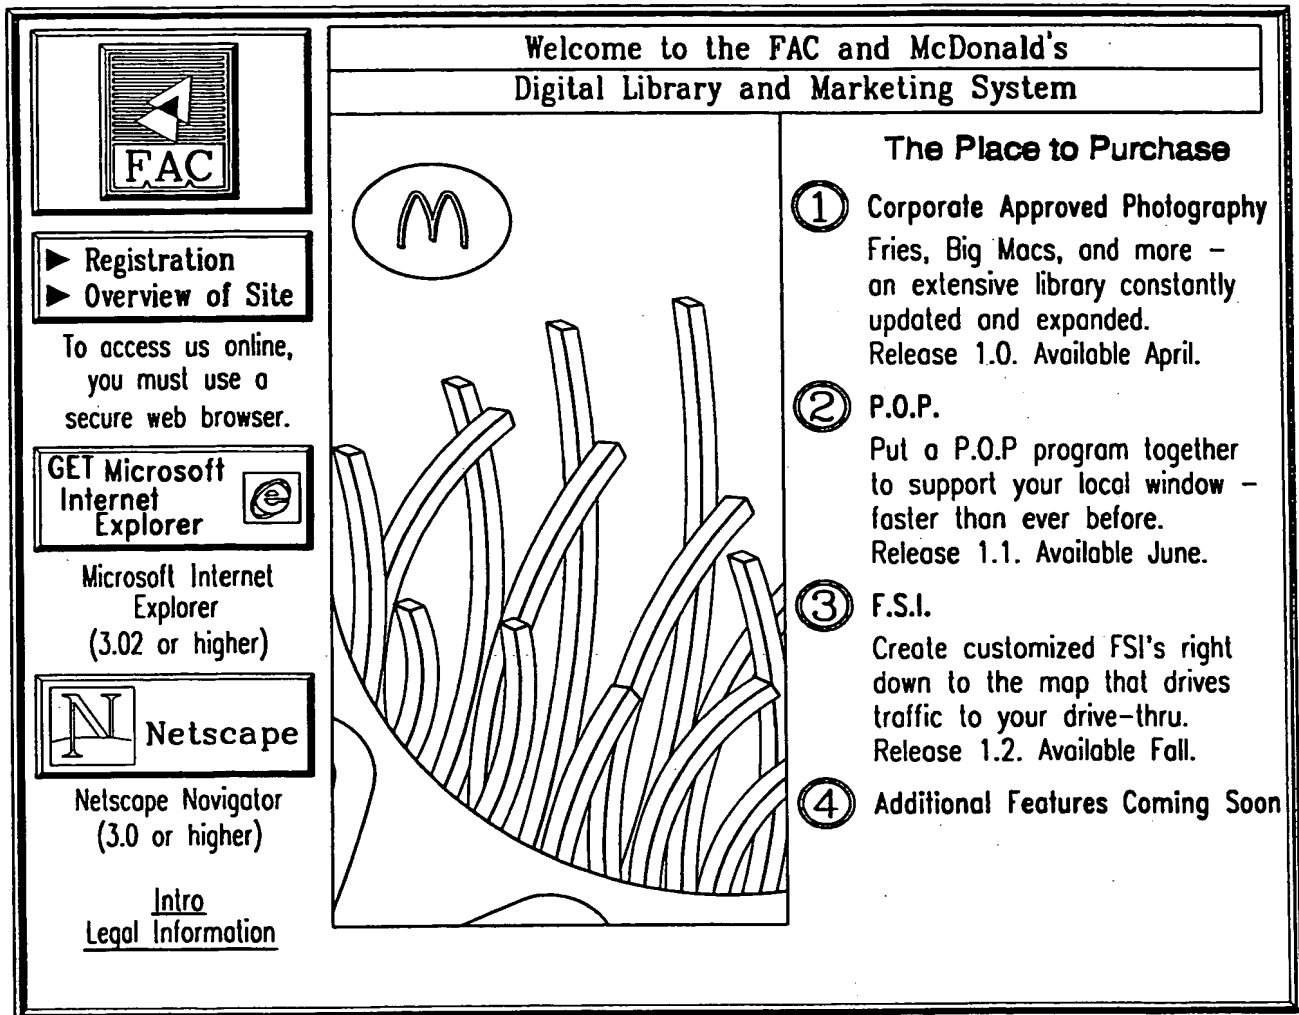 Welcome to the FAC and McDonald's
Digital Library and Marketing System
FAC
► Registration
► Overview of Site
To access us online,
you must use a
secure web browser.
GET Microsoft
Internet
Explorer
e
Microsoft Internet
Explorer
(3.02 or higher)
N Netscape
Netscape Navigator
(3.0 or higher)
Intro
Legal Information
M
The Place to Purchase
1 Corporate Approved Photography
Fries, Big Macs, and more –
an extensive library constantly
updated and expanded.
Release 1.0. Available April.
2 P.O.P.
Put a P.O.P program together
to support your local window –
faster than ever before.
Release 1.1. Available June.
3 F.S.I.
Create customized FSI's right
down to the map that drives
traffic to your drive-thru.
Release 1.2. Available Fall.
4 Additional Features Coming Soon